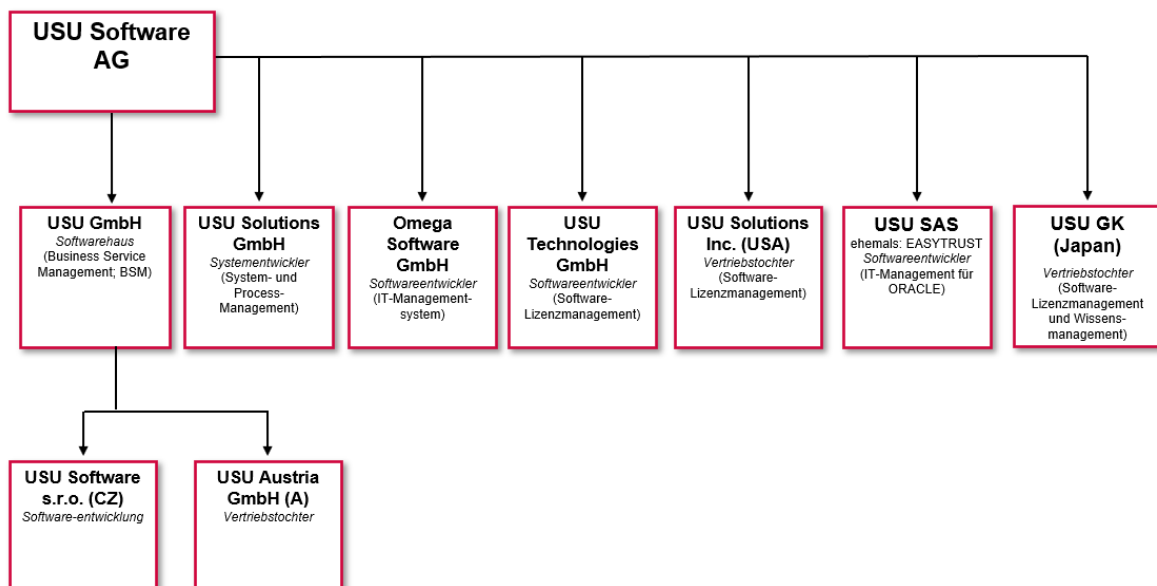 USU Software
AG
USU GmbH
Softwarehaus
(Business Service
Management; BSM)
USU Solutions
GmbH
Systementwickler
(System- und
Process-
Management)
Omega
Software
GmbH
Softwareentwickler
(IT-Management-
system)
USU
Technologies
GmbH
Softwareentwickler
(Software-
Lizenzmanagement)
USU Solutions
Inc. (USA)
Vertriebstochter
(Software-
Lizenzmanagement)
USU SAS
ehemals: EASYTRUST
Softwareentwickler
(IT-Management für
ORACLE)
USU GK
(Japan)
Vertriebstochter
(Software-
Lizenzmanagement
und Wissens-
management)
USU Software
s.r.o. (CZ)
Software-entwicklung
USU Austria
GmbH (A)
Vertriebstochter